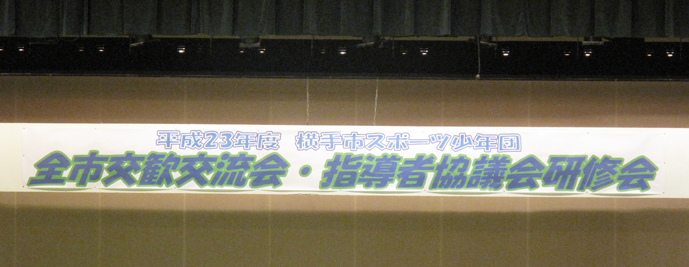 平成23年度 横手市スポーツ少年団
全市交歓交流会・指導者協議会研修会